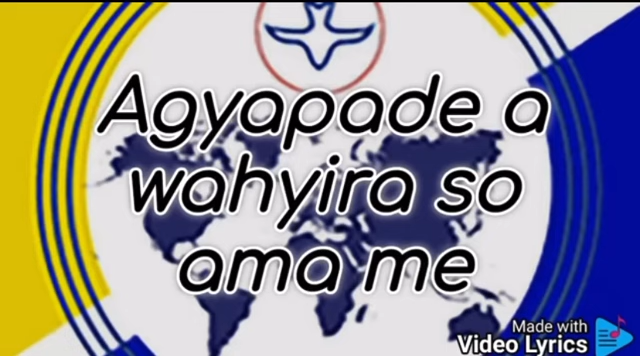 Agyapade a
wahyira so
ama me
Made with
Video Lyrics